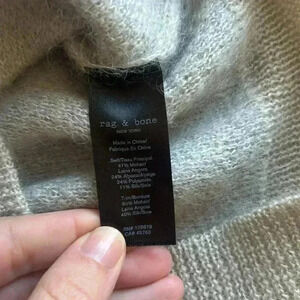 rag & bone
NEW YORK
Made in China/
Fabrique En Chine
Self/Tissu Principal
41% Mohair/
Laine Angora
24% Alpaca/Alpaga
24% Polyamide
11% Silk/Soie
Trim/Bordure
60% Mohair/
Laine Angora
40% Silk/Soie